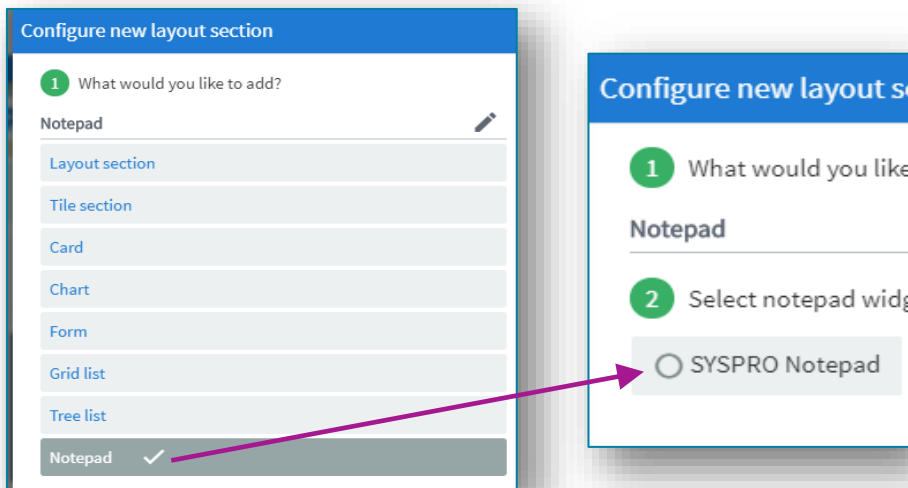 Configure new layout section
1 What would you like to add?
Notepad
Layout section
Tile section
Card
Chart
Form
Grid list
Tree list
Notepad
Configure new layout
1 What would you like
Notepad
2 Select notepad
SYSPRO Notepad